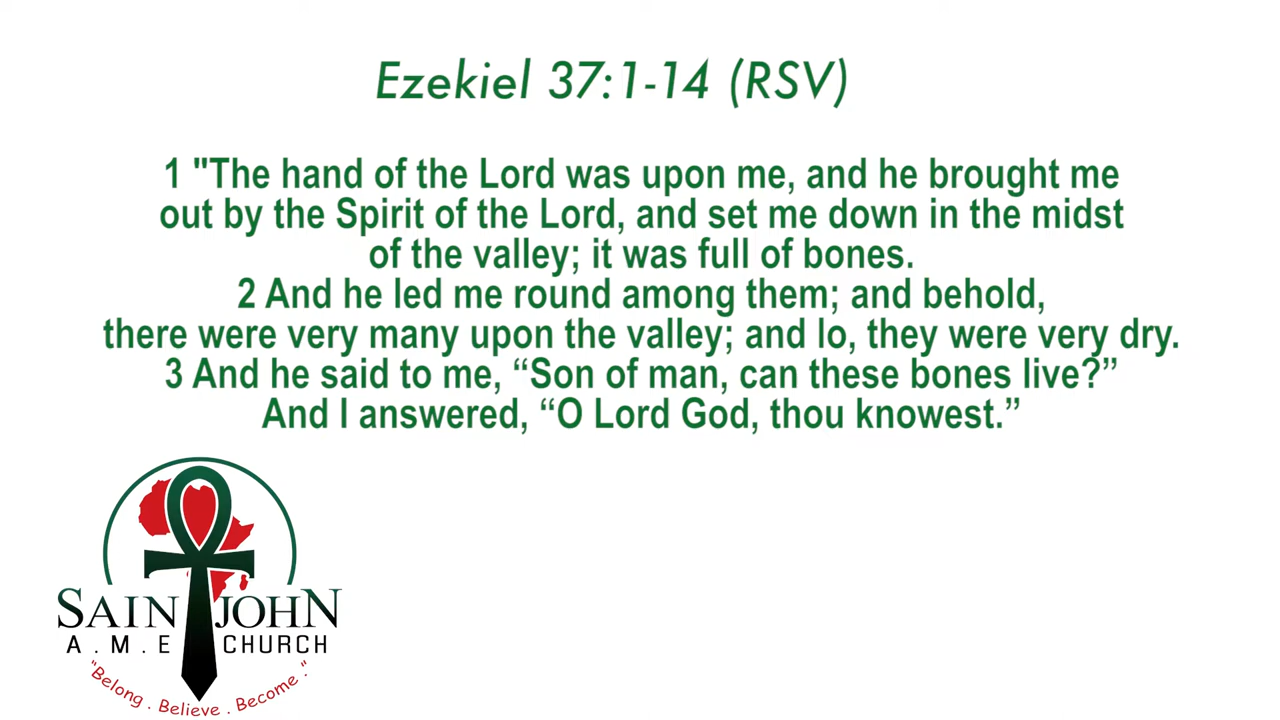 Ezekiel 37:1-14 (RSV)
1 "The hand of the Lord was upon me, and he brought me
out by the Spirit of the Lord, and set me down in the midst
of the valley; it was full of bones.
2 And he led me round among them; and behold,
there were very many upon the valley; and lo, they were very dry.
3 And he said to me, “Son of man, can these bones live?”
And I answered, “O Lord God, thou knowest.”
SAINT JOHN
A.M.E CHURCH
"Belong . Believe . Become ."